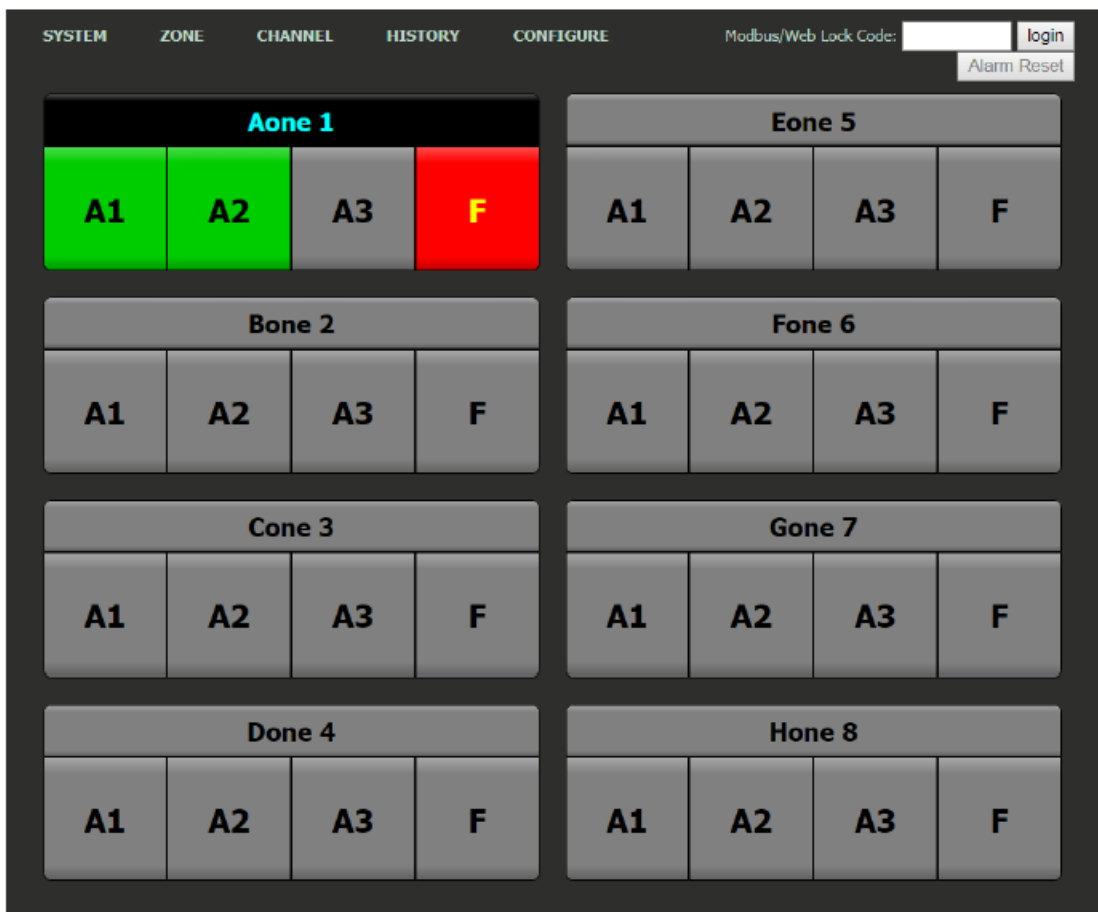 SYSTEM ZONE CHANNEL HISTORY CONFIGURE Modbus/Web Lock Code: login
Alarm Reset
Aone 1 Eone 5
A1 A2 A3 F A1 A2 A3 F
Bone 2 Fone 6
A1 A2 A3 F A1 A2 A3 F
Cone 3 Gone 7
A1 A2 A3 F A1 A2 A3 F
Done 4 Hone 8
A1 A2 A3 F A1 A2 A3 F